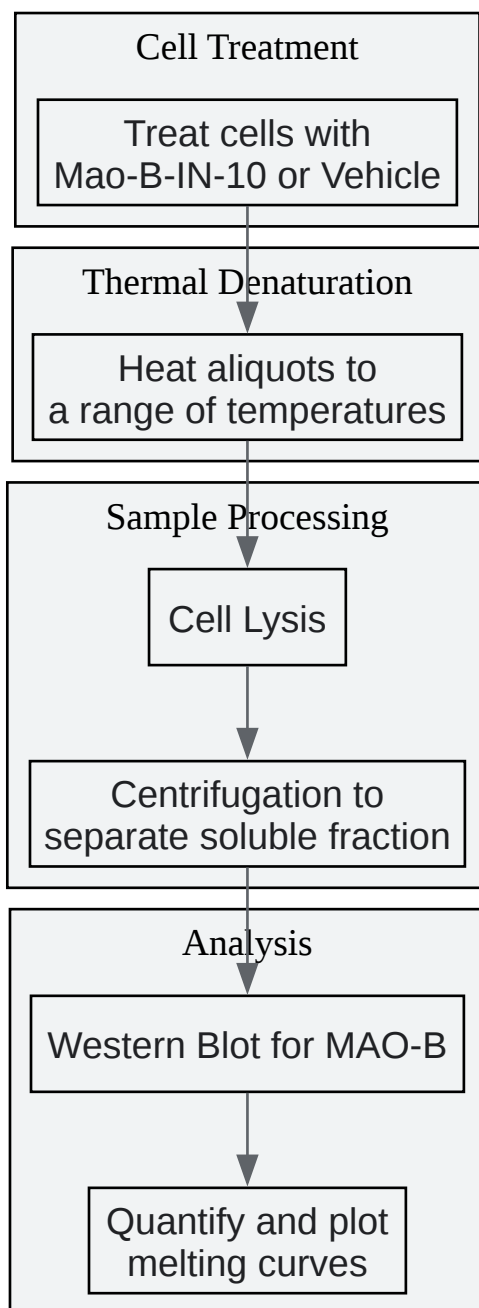 Cell Treatment
Treat cells with
Mao-B-IN-10 or Vehicle
Thermal Denaturation
Heat aliquots to
a range of temperatures
Sample Processing
Cell Lysis
Centrifugation to
separate soluble fraction
Analysis
Western Blot for MAO-B
Quantify and plot
melting curves